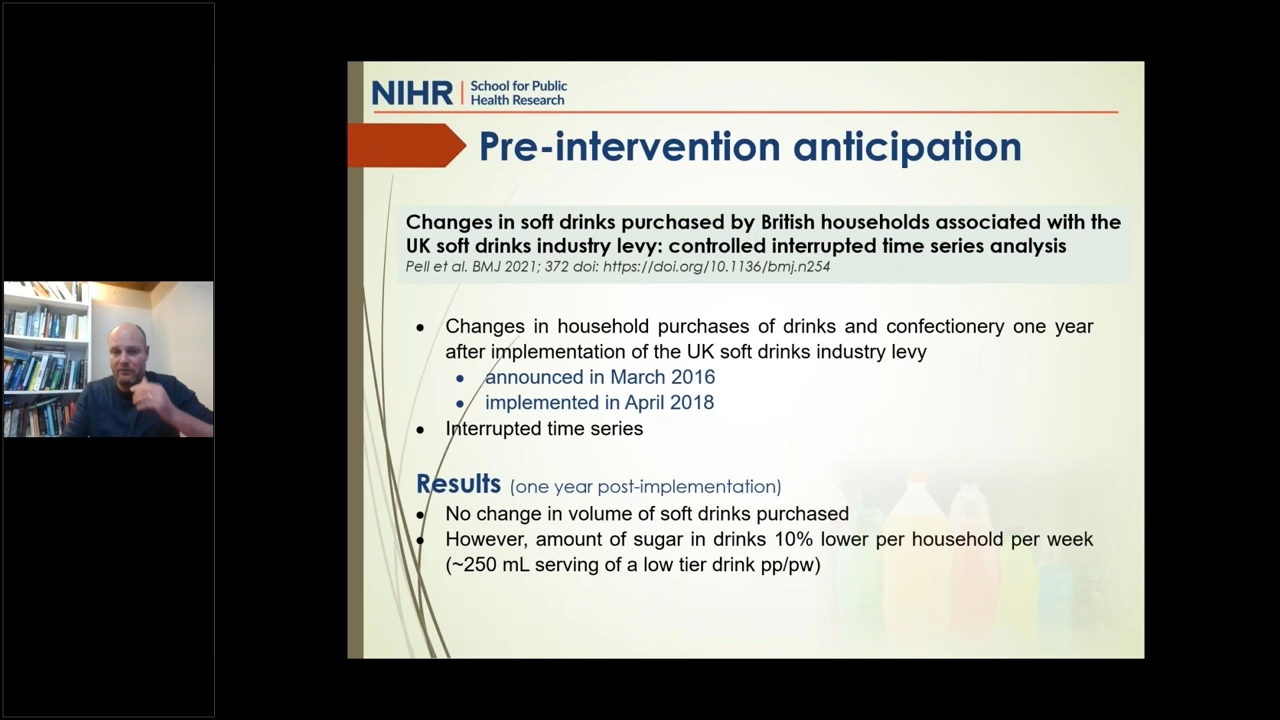 NIHR | School for Public
Health Research
Pre-intervention anticipation
Changes in soft drinks purchased by British households associated with the
UK soft drinks industry levy: controlled interrupted time series analysis
Pell et al. BMJ 2021; 372 doi: https://doi.org/10.1136/bmj.n254
• Changes in household purchases of drinks and confectionery one year
after implementation of the UK soft drinks industry levy
• announced in March 2016
• implemented in April 2018
• Interrupted time series
Results (one year post-implementation)
• No change in volume of soft drinks purchased
• However, amount of sugar in drinks 10% lower per household per week
(~250 mL serving of a low tier drink pp/pw)